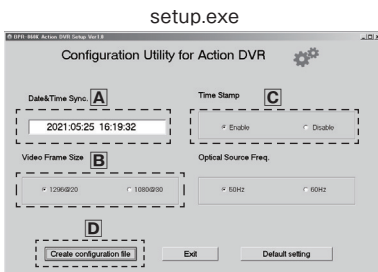 setup.exe
DPR-M4K Action DVR Setup Ver1.0
Configuration Utility for Action DVR
Date&Time Sync. A
Time Stamp C
2021:05:25 16:19:32
Enable Disable
Video Frame Size B
Optical Source Freq.
1296@20 1080@30
50Hz 60Hz
D
Create configuration file Exit Default setting